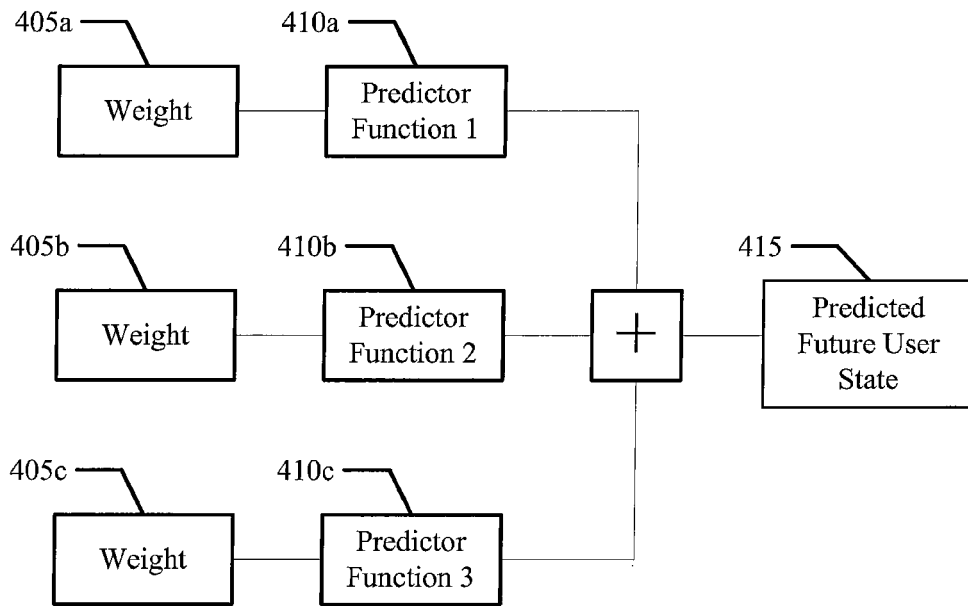 405a
410a
Weight
Predictor
Function 1
405b
410b
415
Weight
Predictor
Function 2
+
Predicted
Future User
State
405c
410c
Weight
Predictor
Function 3